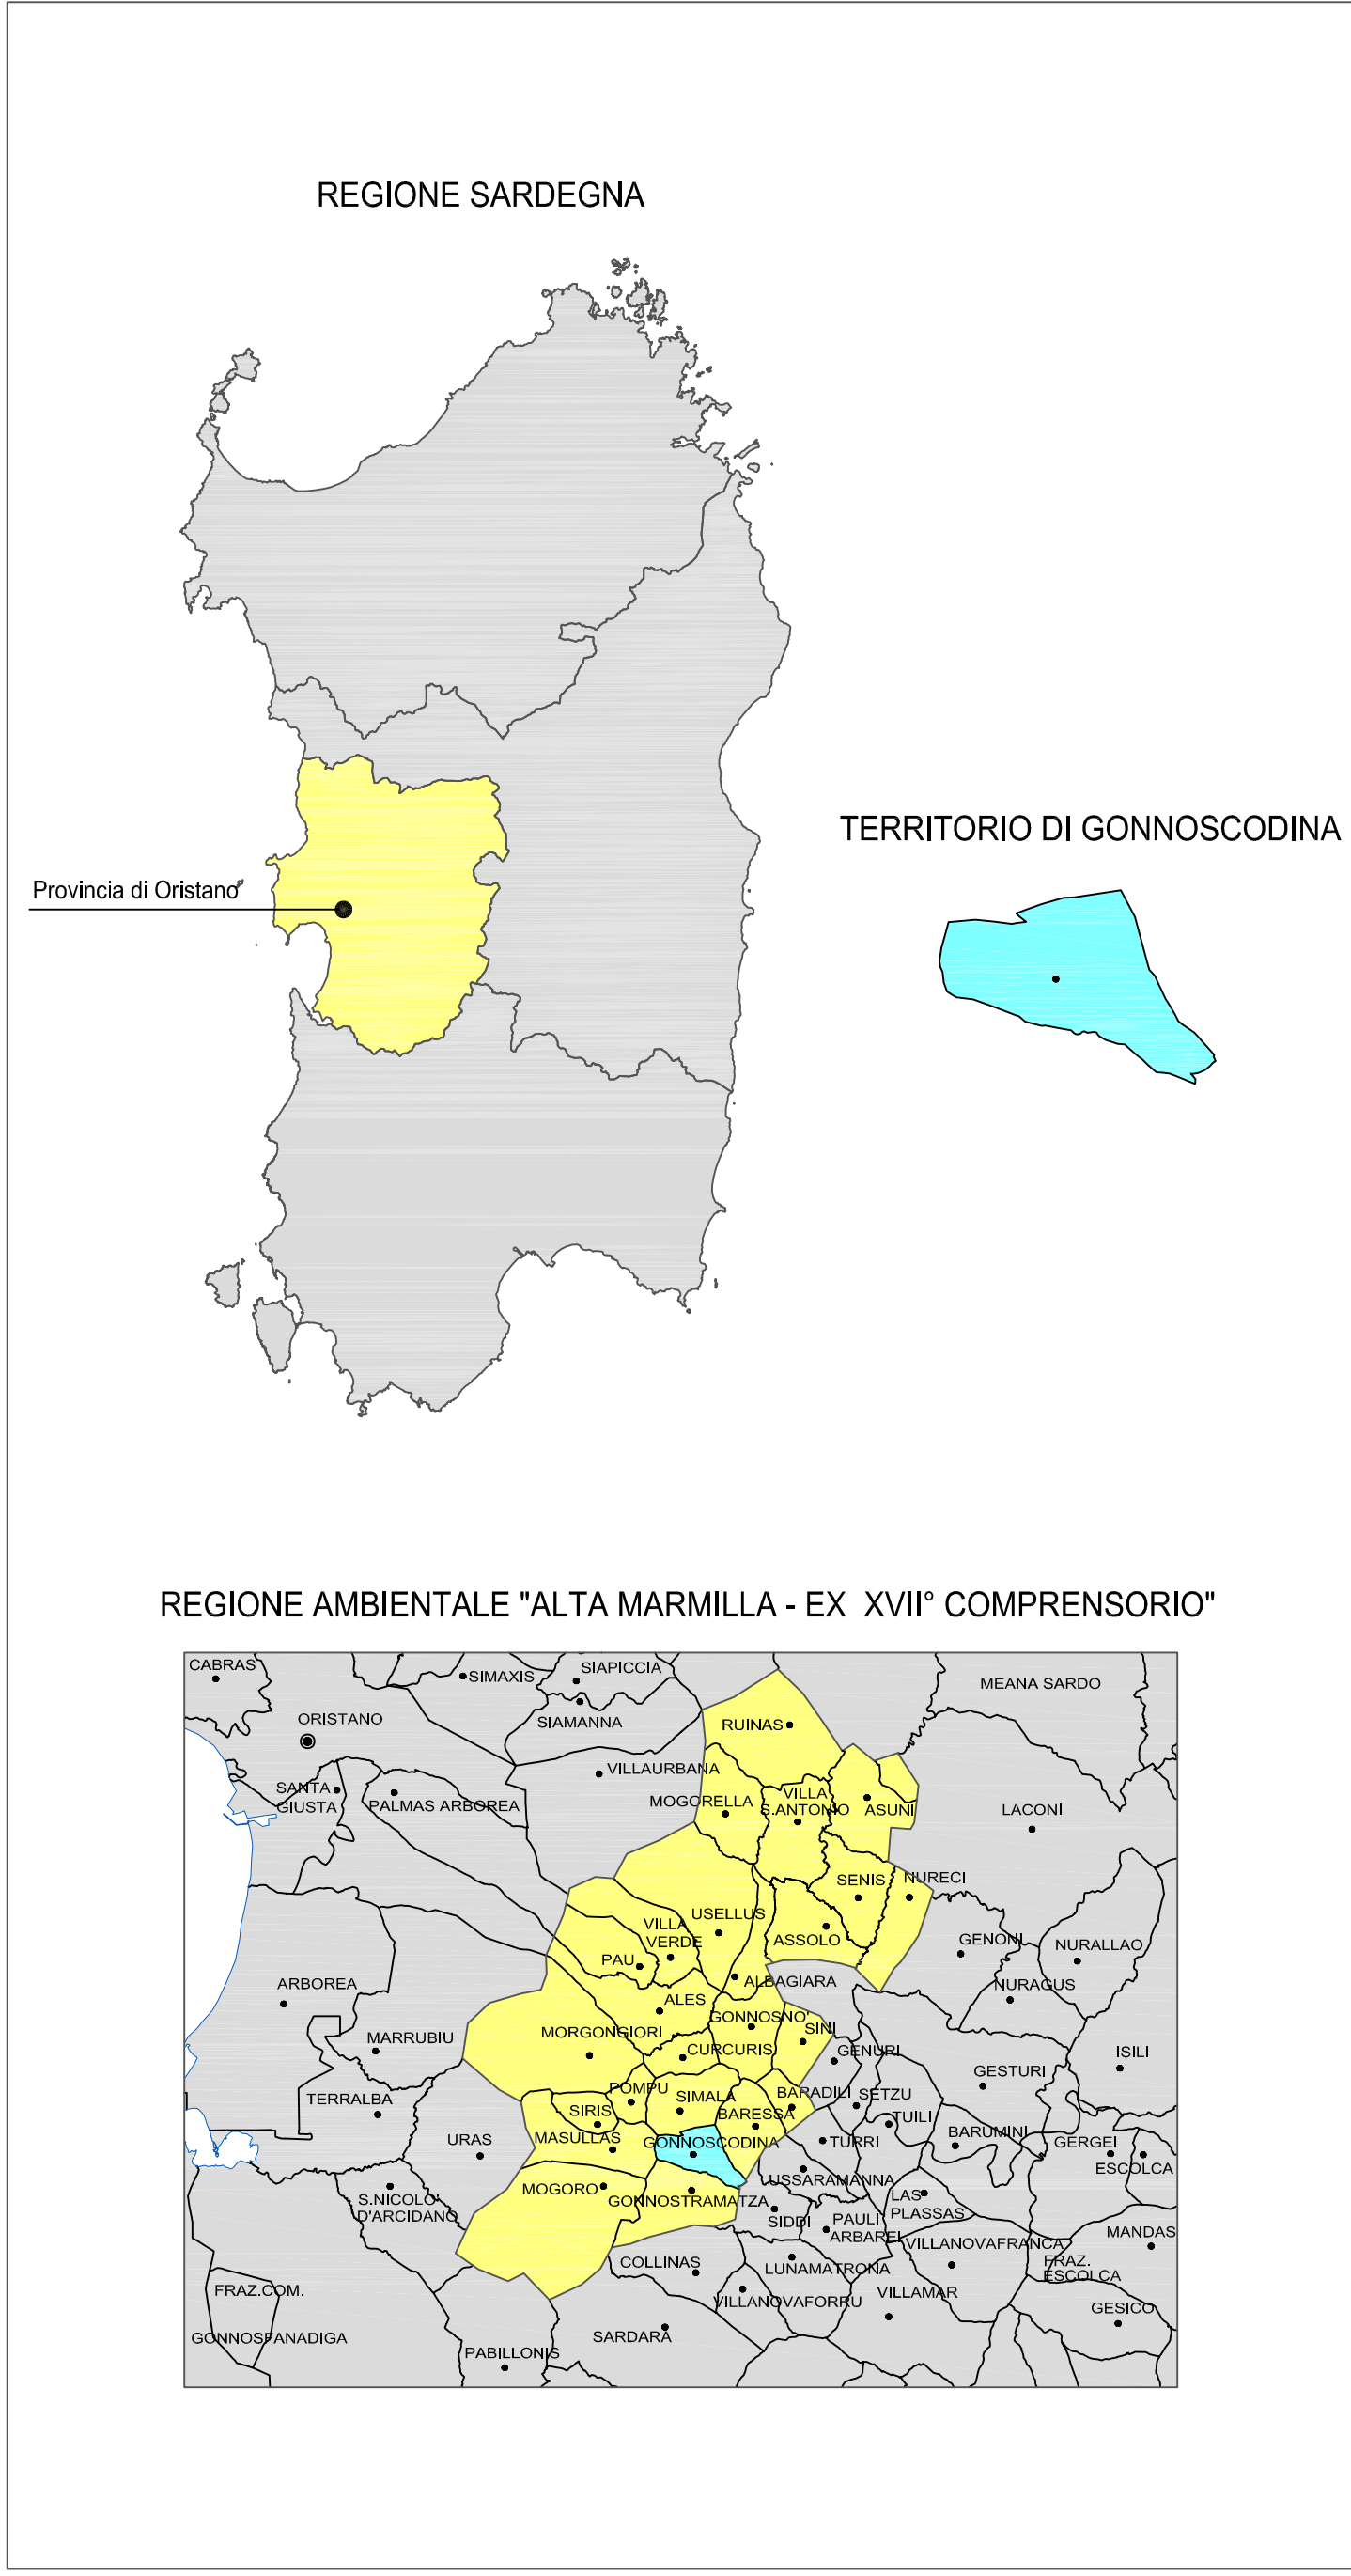 REGIONE SARDEGNA
TERRITORIO DI GONNOSCODINA
Provincia di Oristano
REGIONE AMBIENTALE "ALTA MARMILLA - EX XVII° COMPRENSORIO"
CABRAS
SIMAXIS
SIAPICCIA
MEANA SARDO
ORISTANO
SIAMANNA
RUINAS
VILLAURBANA
SANTA
GIUSTA
PALMAS ARBOREA
MOGORELLA
VILLA
S.ANTONIO
ASUNI
LACONI
SENIS
NURECI
USELLUS
VILLA
VERDE
ASSOLO
GENONI
NURALLAO
PAU
ALBAGIARA
ARBOREA
NURAGUS
ALES
GONNOSNO'
SINI
MORGONGIORI
MARRUBIU
CURCURIS
GENURI
GESTURI
ISILI
POMPU
SIMALA
BARADILI
SETZU
TERRALBA
SIRIS
BARESSA
TUILI
URAS
MASULLAS
GONNOSCODINA
TURRI
BARUMINI
GERGEI
ESCOLCA
USSARAMANNA
MOGORO
GONNOSTRAMATZA
LAS
PLASSAS
S.NICOLO'
D'ARCIDANO
SIDDI
PAULI
ARBAREI
MANDAS
VILLANOVAFRANCA
COLLINAS
LUNAMATRONA
FRAZ.
ESCOLCA
FRAZ.COM.
VILLANOVAFORRU
VILLAMAR
GESICO
GONNOSFANADIGA
SARDARA
PABILLONIS